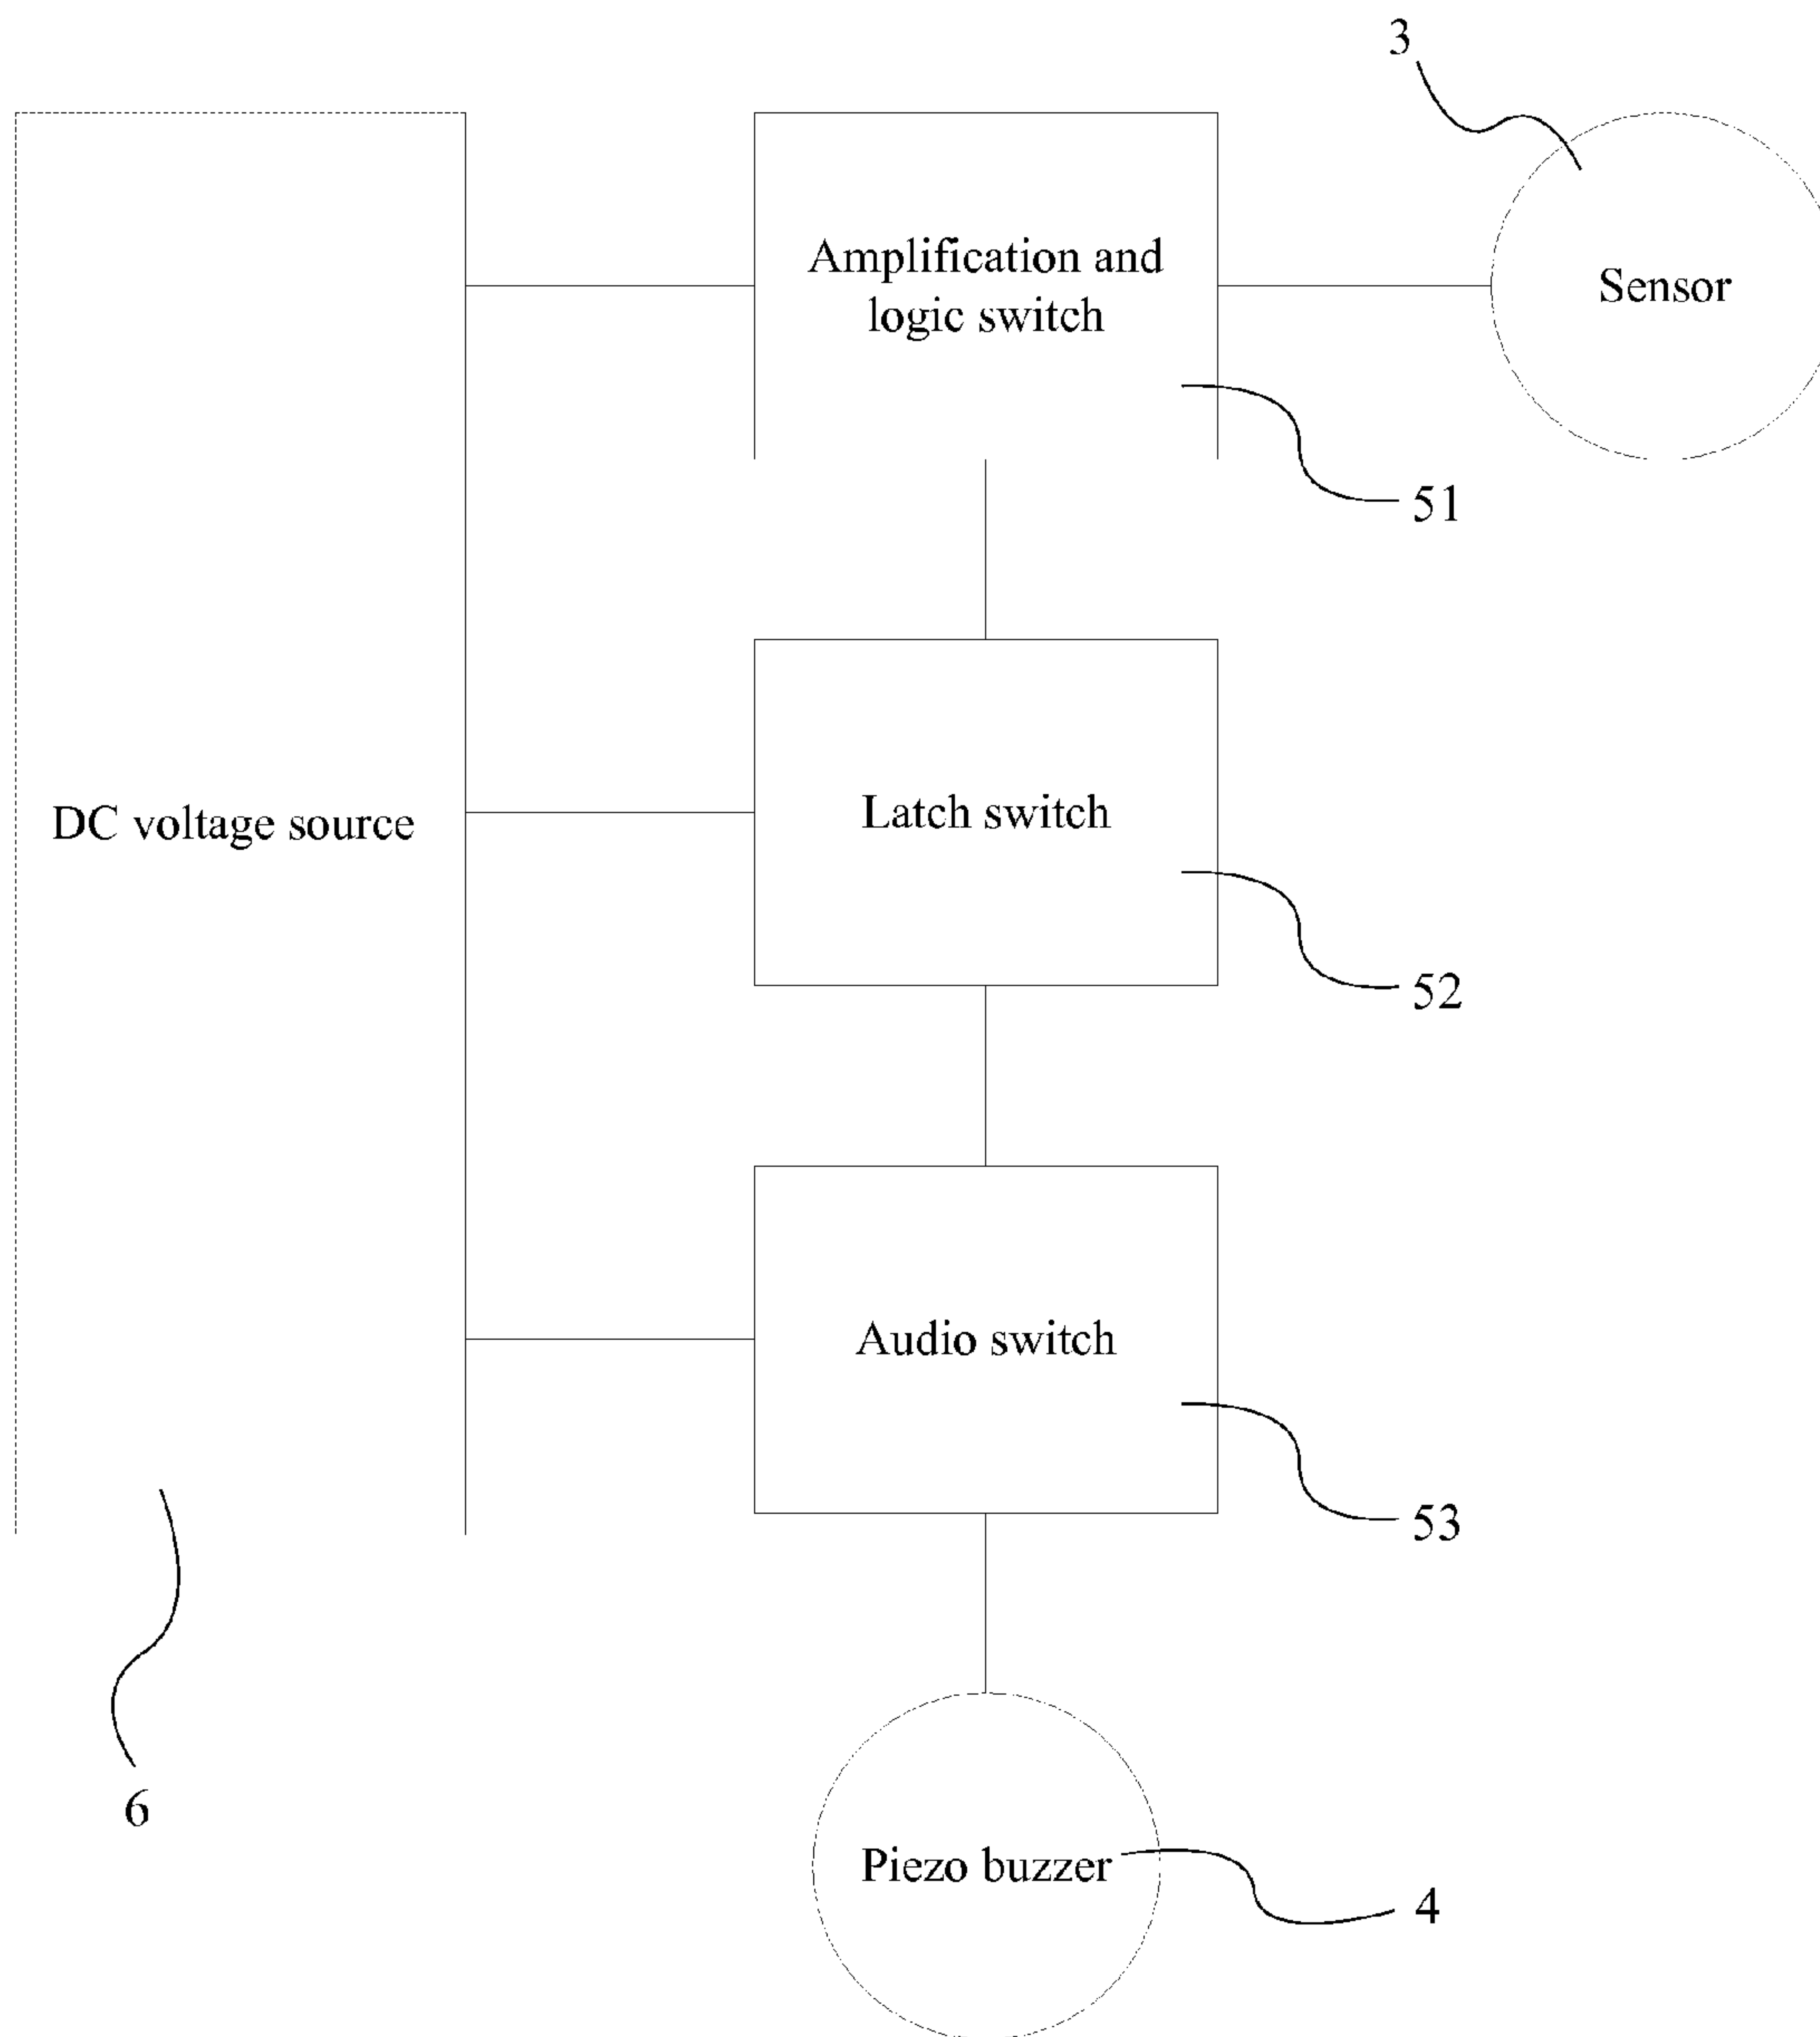 3
Amplification and
logic switch
Sensor
51
DC voltage source
Latch switch
52
Audio switch
53
6
Piezo buzzer
4